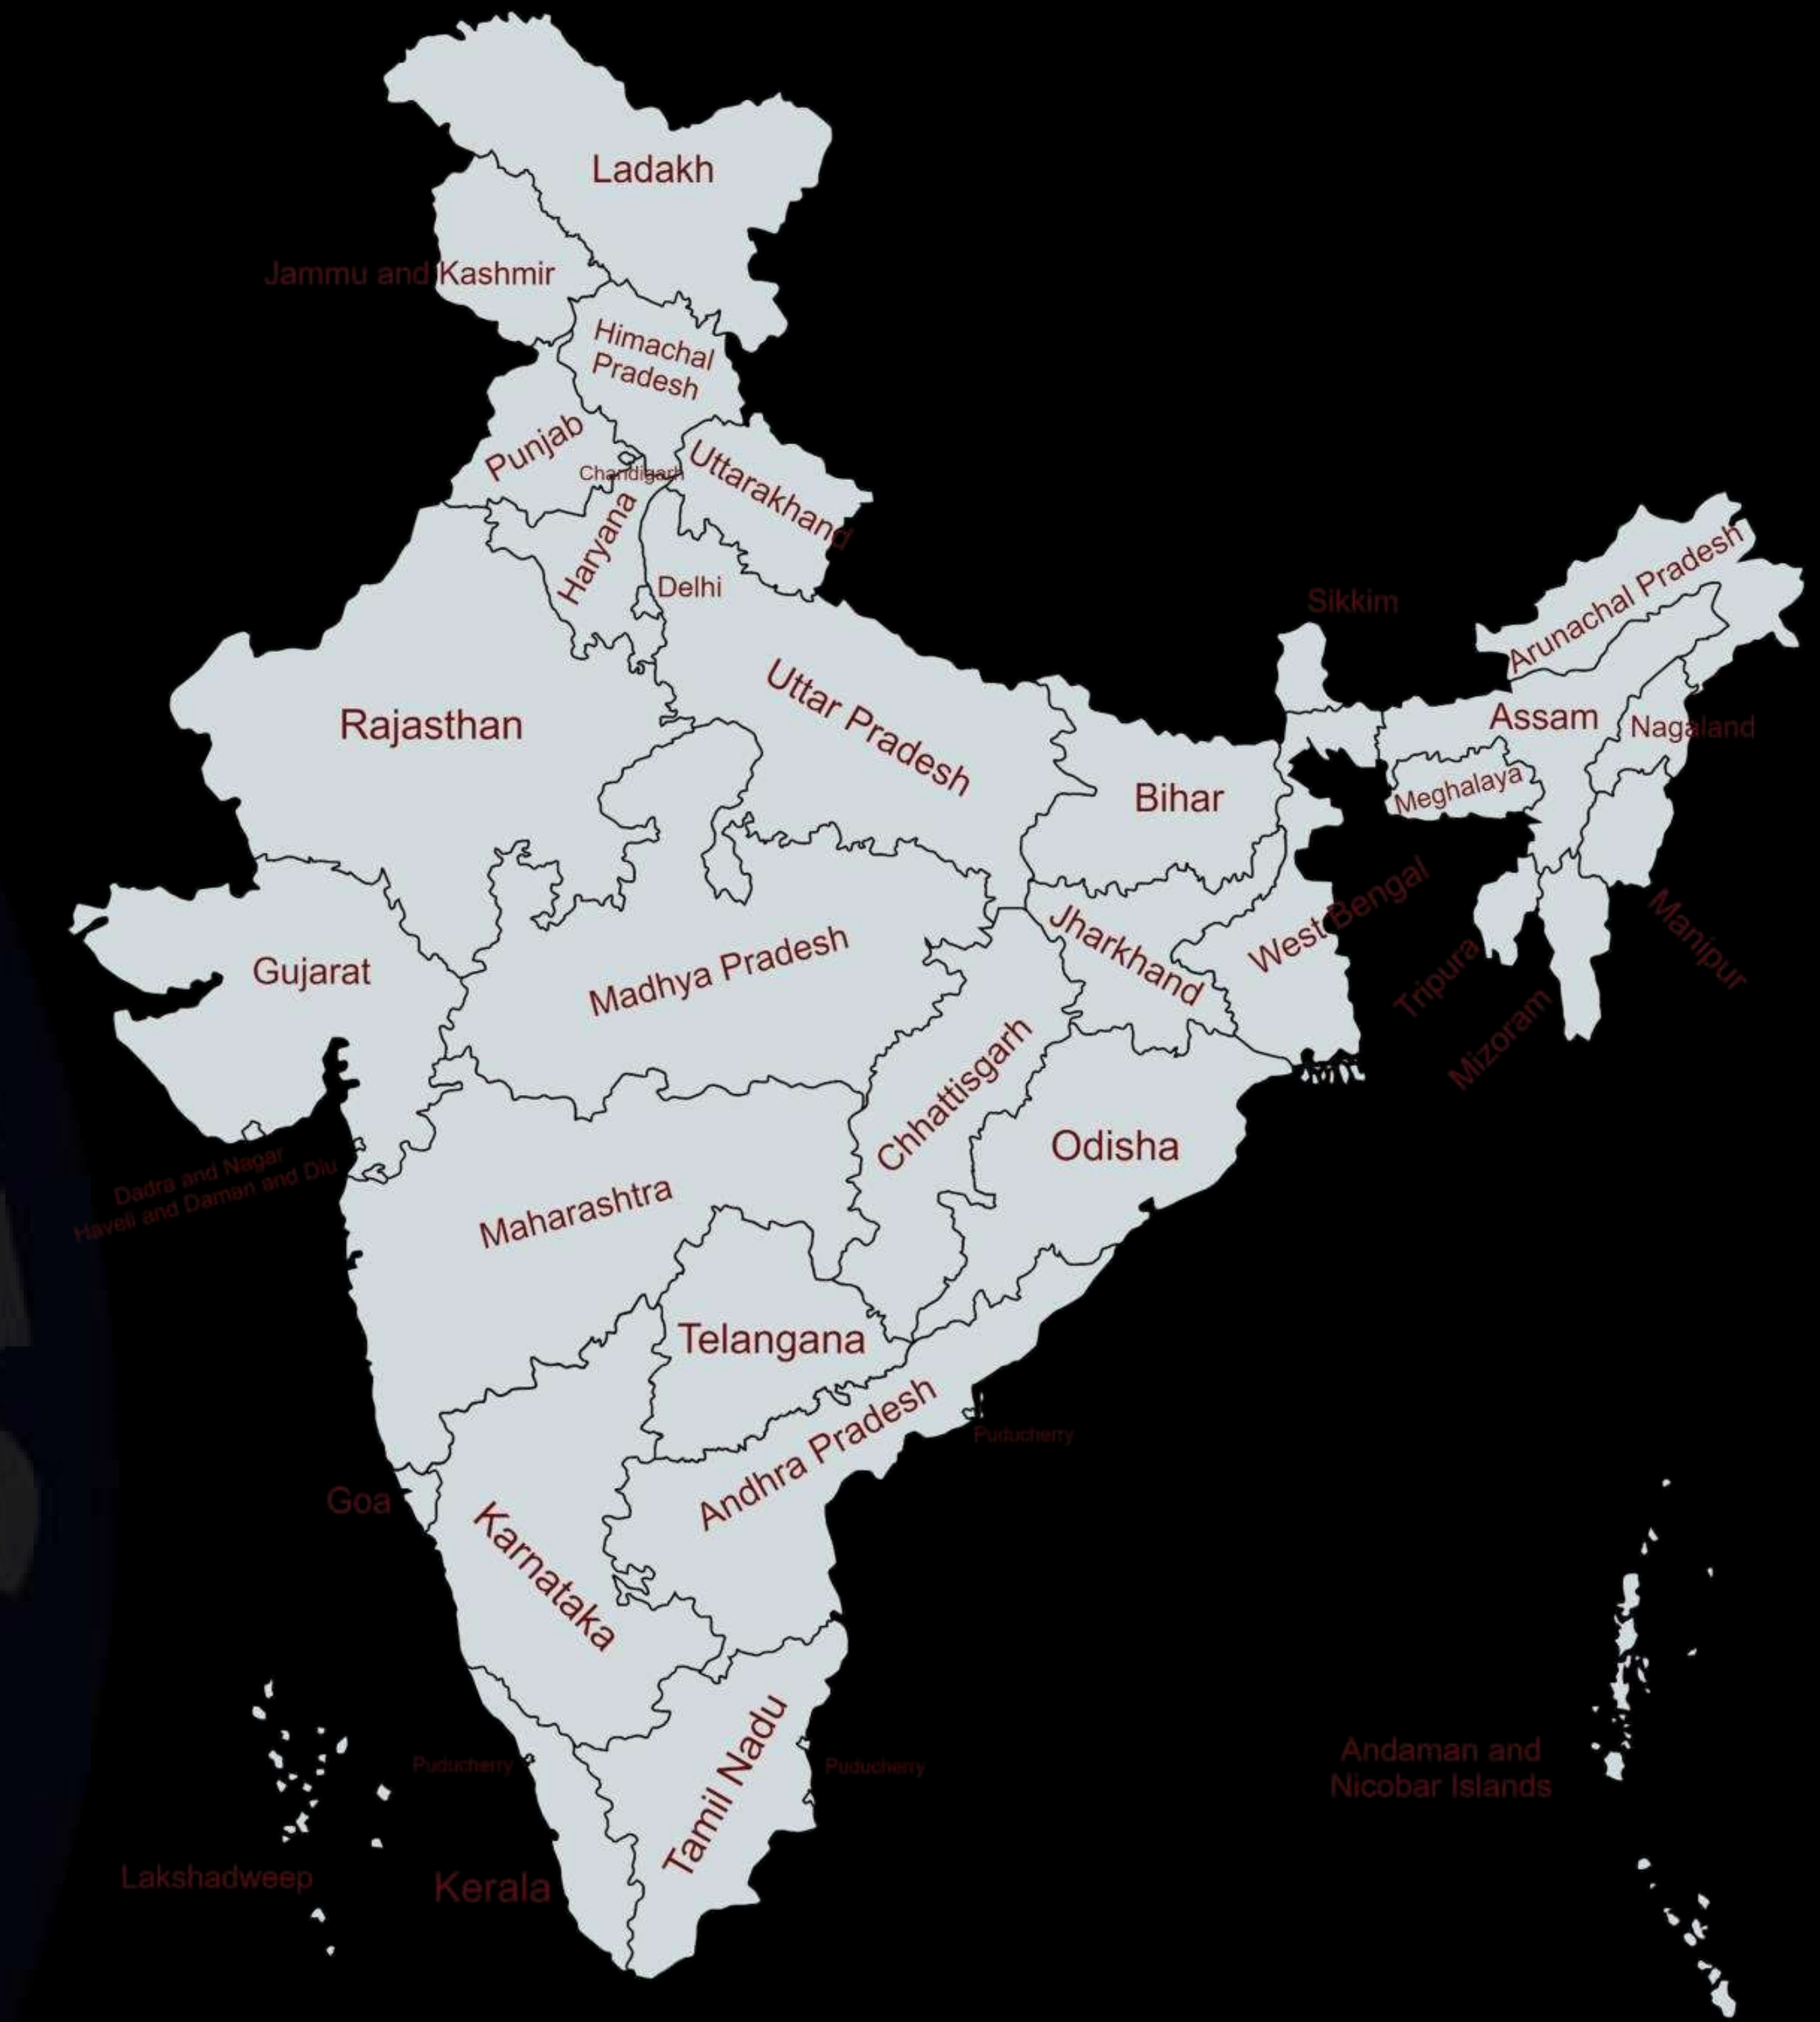 Ladakh
Jammu and Kashmir
Himachal
Pradesh
Punjab
Chandigarh
Uttarakhand
Haryana
Delhi
Arunachal Pradesh
Sikkim
Rajasthan
Uttar Pradesh
Assam
Nagaland
Bihar
Meghalaya
West Bengal
Jharkhand
Manipur
Tripura
Mizoram
Gujarat
Madhya Pradesh
Chhattisgarh
Odisha
Dadra and Nagar
Haveli and Daman and Diu
Maharashtra
Telangana
Andhra Pradesh
Puducherry
Goa
Karnataka
Tamil Nadu
Puducherry
Puducherry
Andaman and
Nicobar Islands
Lakshadweep
Kerala